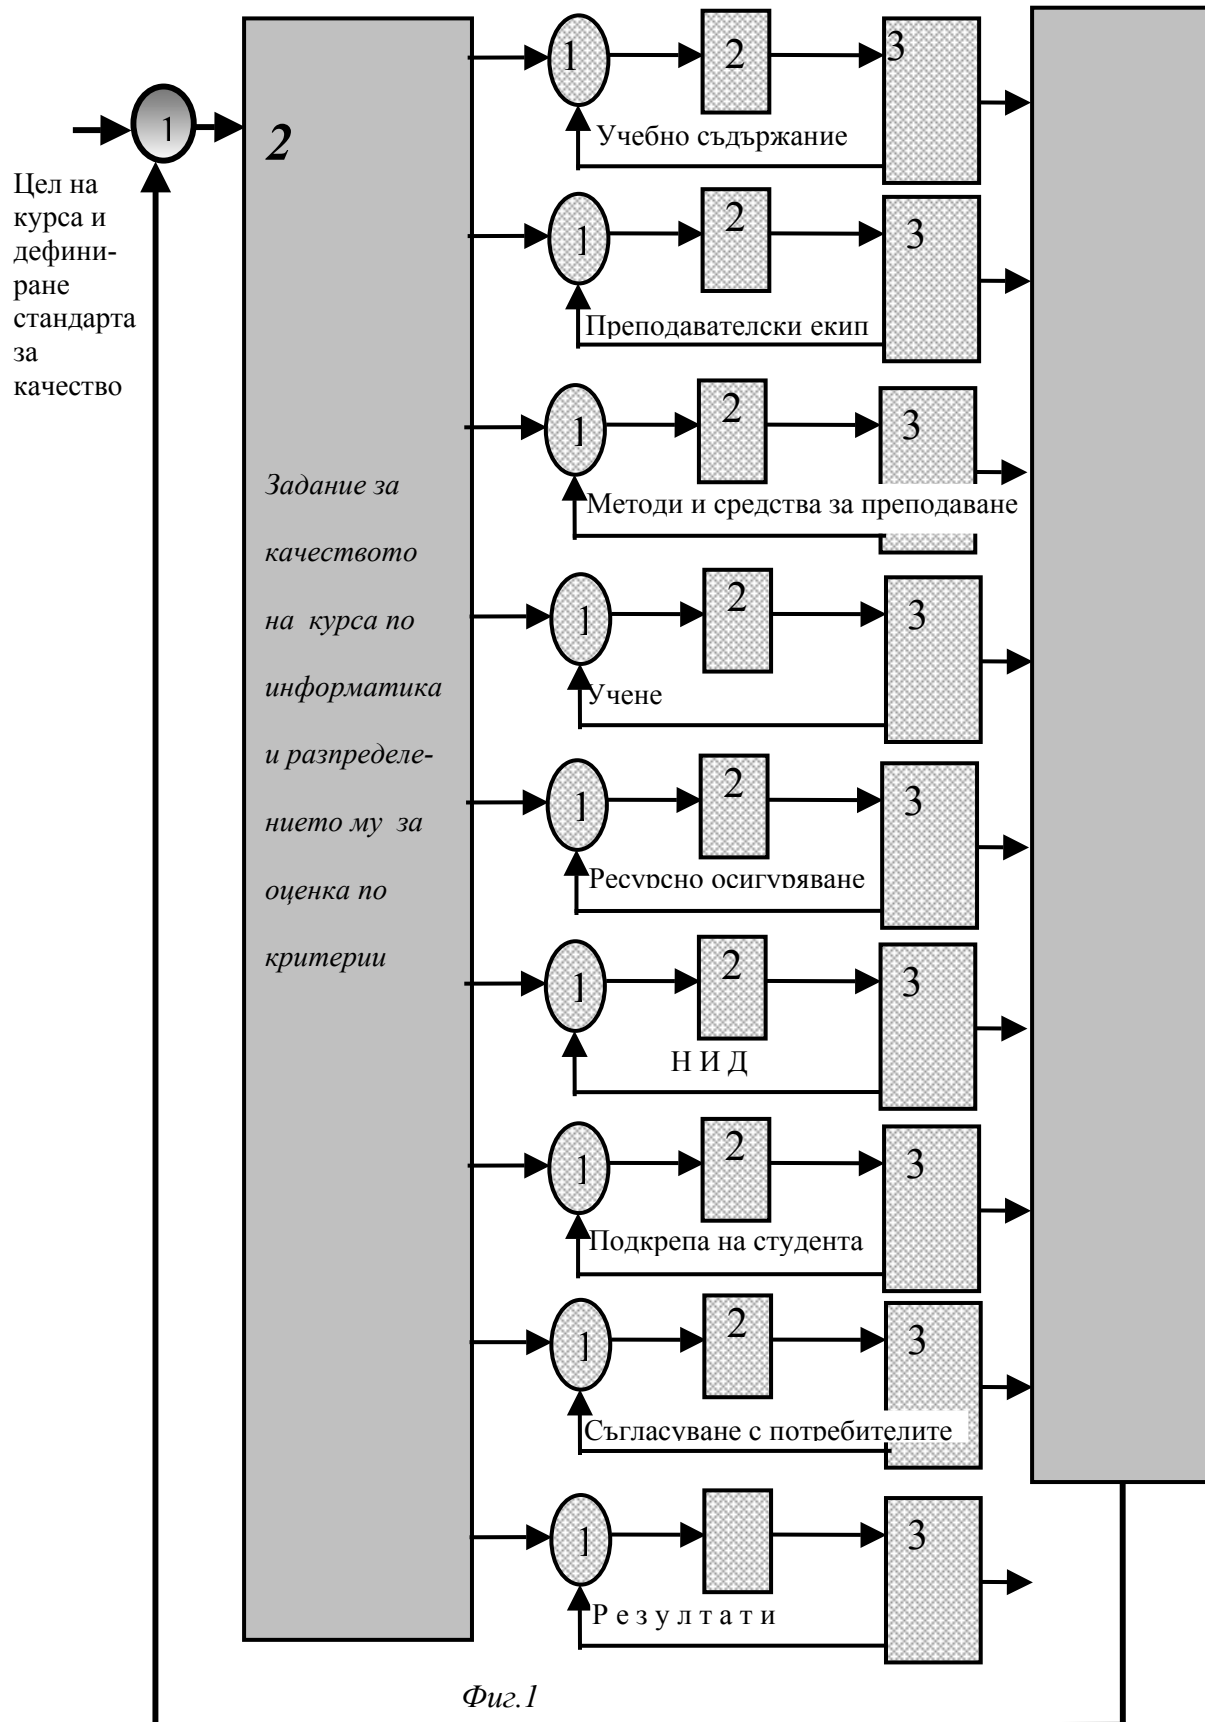 1
2
Цел на
курса и
дефини-
ране
стандарта
за
качество
Задание за
качеството
на курса по
информатика
и разпределе-
нието му за
оценка по
критерии
1 2 3
Учебно съдържание
1 2 3
Преподавателски екип
1 2 3
Методи и средства за преподаване
1 2 3
Учене
1 2 3
Ресурсно осигуряване
1 2 3
Н И Д
1 2 3
Подкрепа на студента
1 2 3
Съгласуване с потребителите
1 3
Р е з у л т а т и
Фиг.1